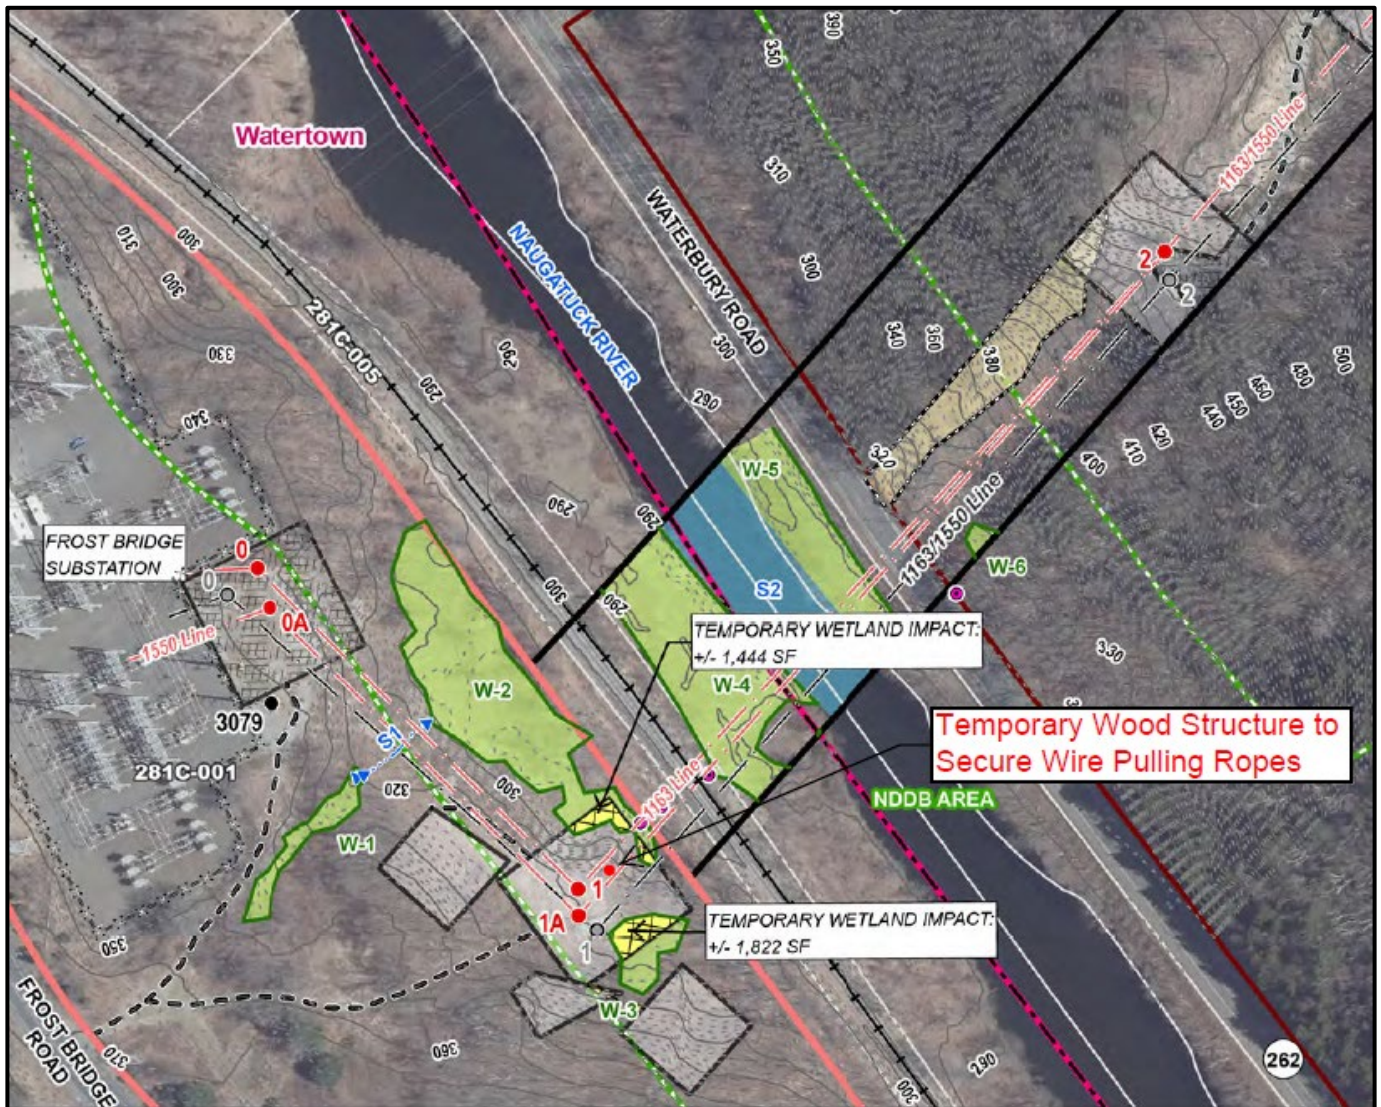 390
350
Watertown
310
WATERBURY ROAD
1163/1550 Line
NAUGATUCK RIVER
310
300
300
300
2
2
281C-005
330
290
290
300
290
340
360
380
500
480
460
450
440
420
410
400
340
320
W-5
290
290
FROST BRIDGE
SUBSTATION
0
0
0A
1550 Line
W-2
300
290
S2
1163/1550 Line
W-6
TEMPORARY WETLAND IMPACT:
+/- 1,444 SF
W-4
330
3079
S1
281C-001
320
300
1163 Line
Temporary Wood Structure to
Secure Wire Pulling Ropes
NDDB AREA
W-1
1
1A
1
TEMPORARY WETLAND IMPACT:
+/- 1,822 SF
350
W-3
FROST BRIDGE
ROAD
370
360
300
290
262